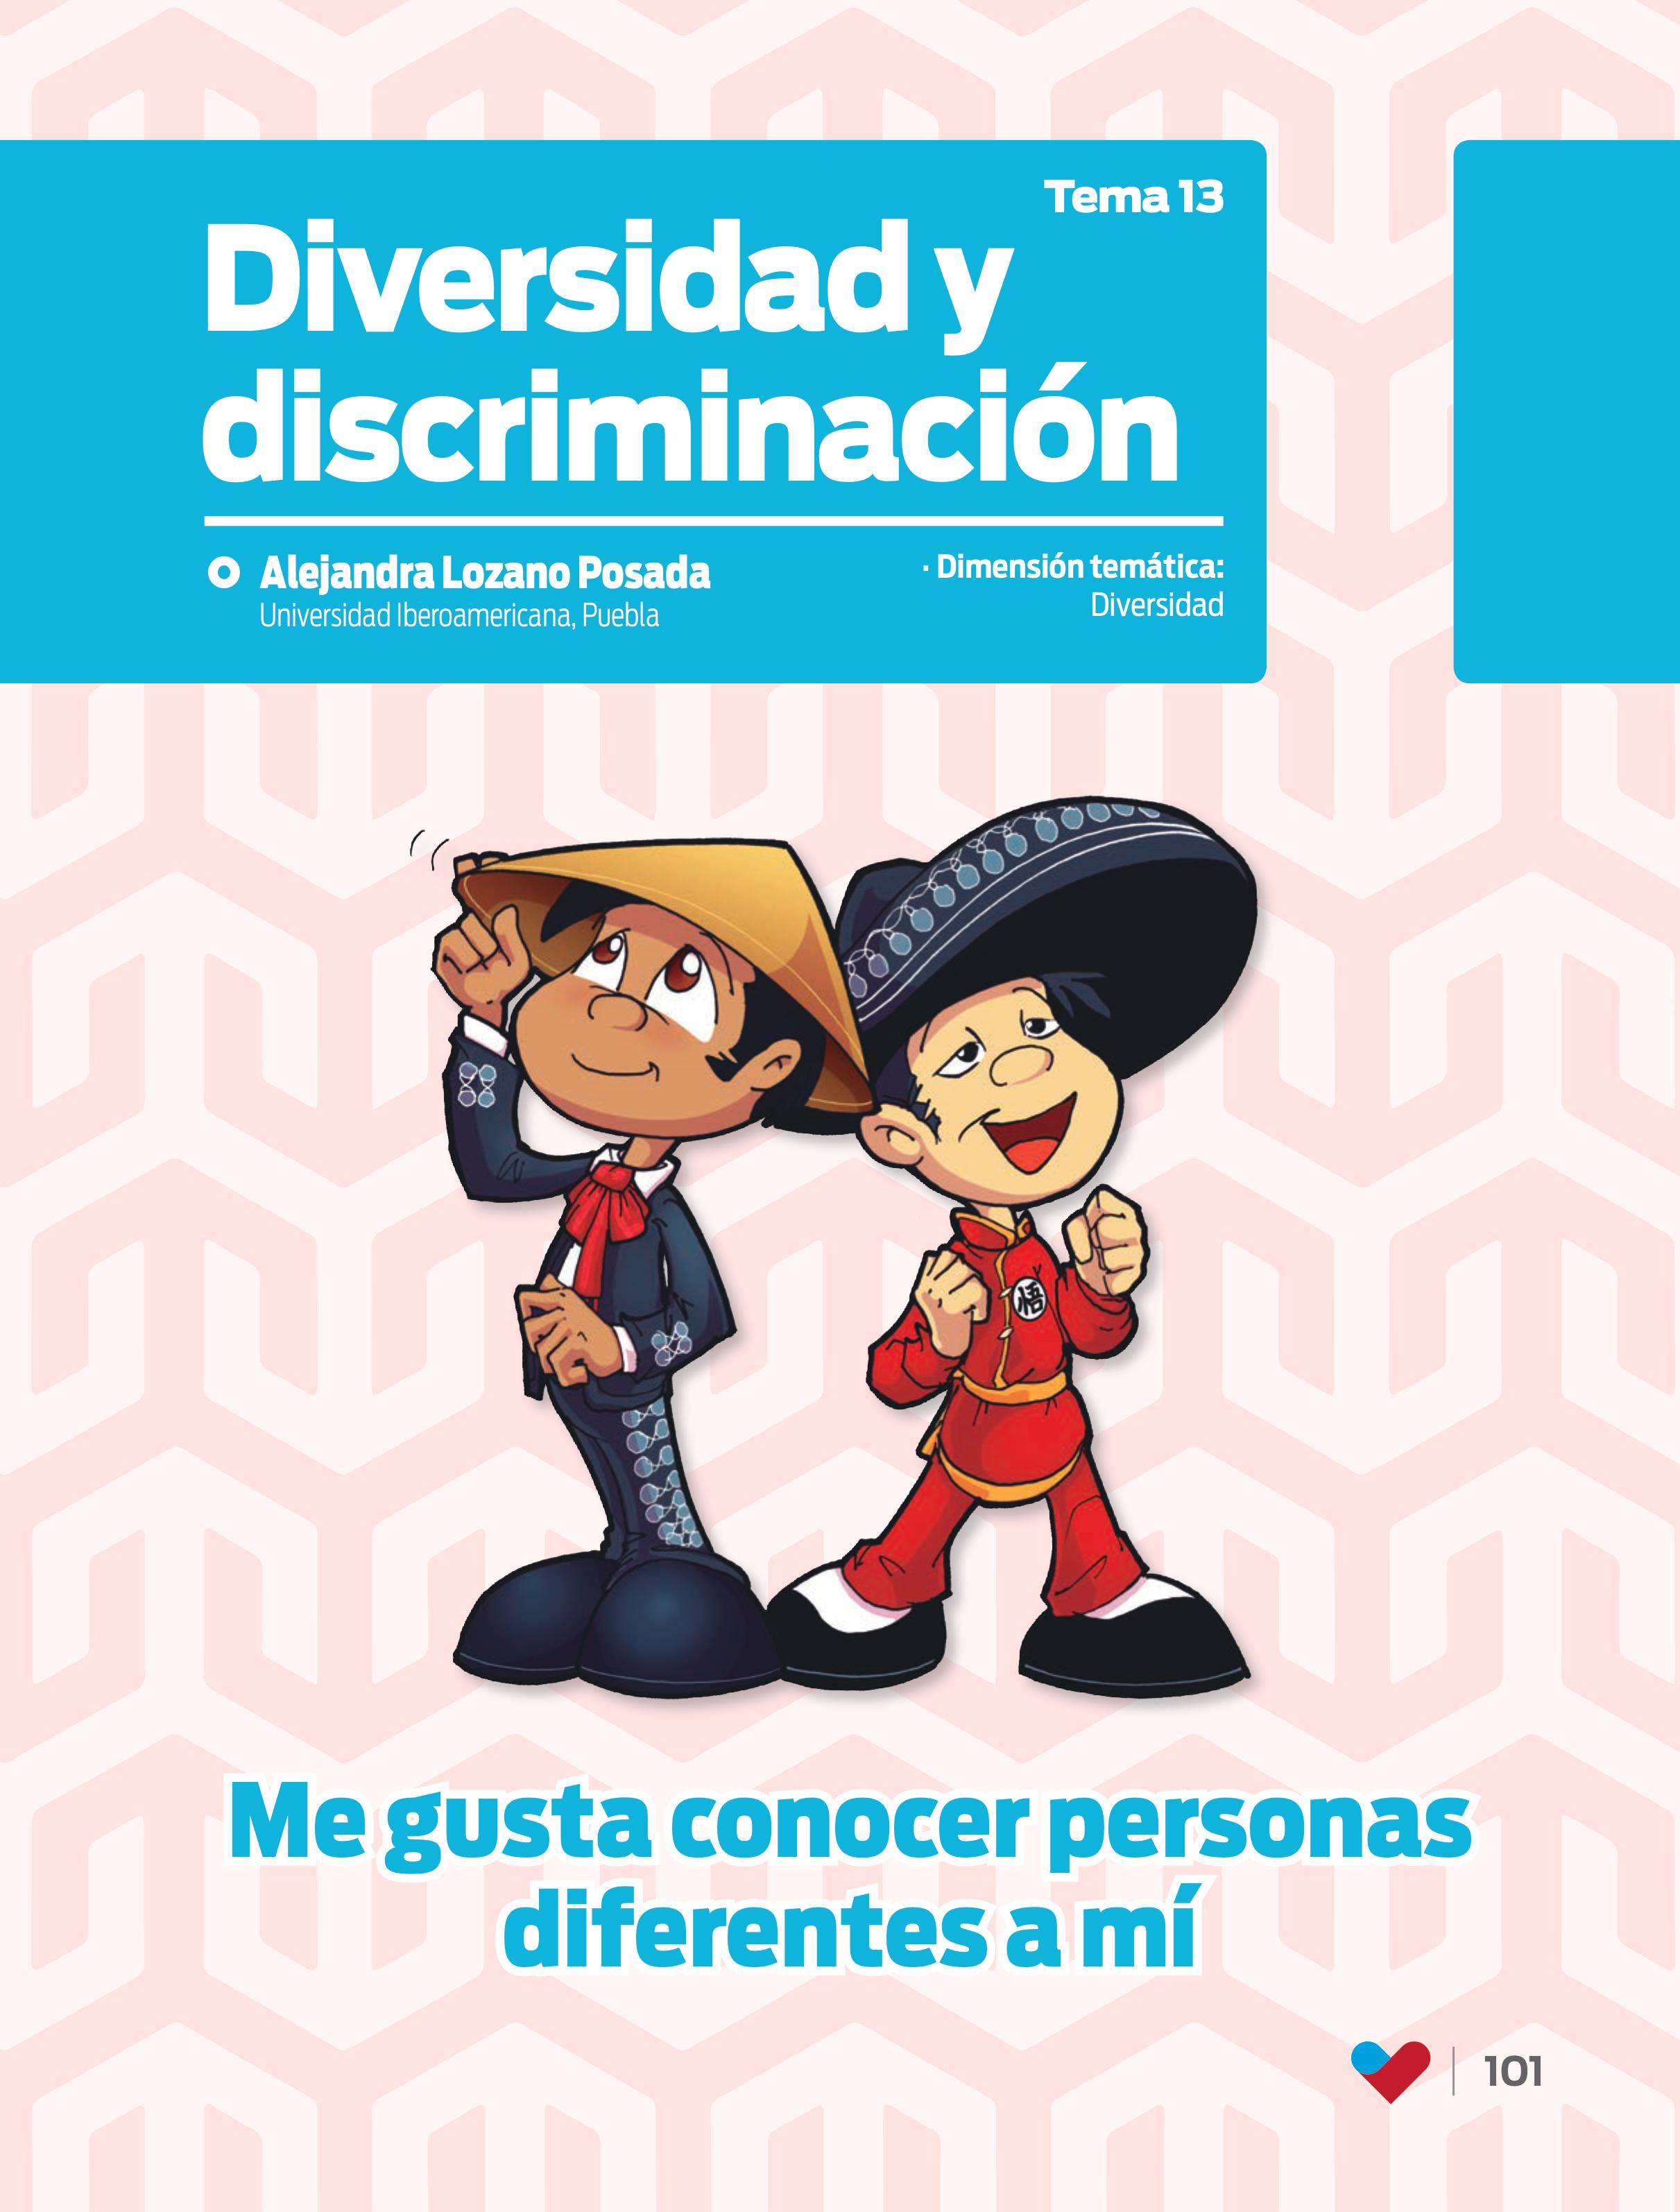 Tema 13
Diversidad y
discriminación
Alejandra Lozano Posada
Universidad Iberoamericana, Puebla
· Dimensión temática:
Diversidad
悟
Me gusta conocer personas
diferentes a mí
101